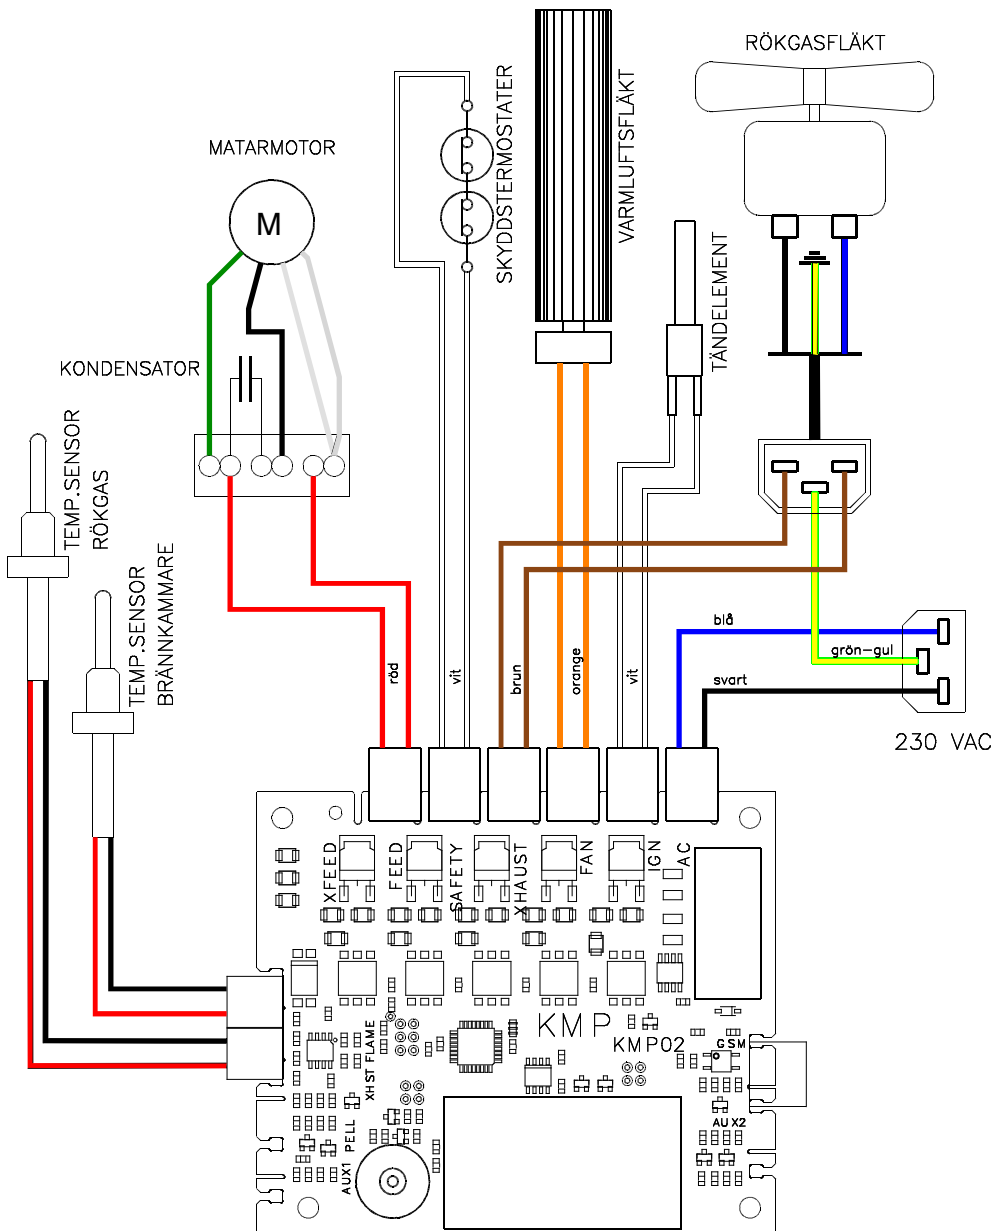 RÖKGASFLÄKT
MATARMOTOR
SKYDDSTERMOSTATER
VARMLUFTSFLÄKT
M
TÄNDELEMENT
KONDENSATOR
TEMP.SENSOR
RÖKGAS
TEMP.SENSOR
BRÄNNKAMMARE
röd
vit
brun
orange
vit
blå
grön-gul
svart
230 VAC
XFEED
FEED
SAFETY
XHAUST
FAN
IGN
AC
KMP
KMP02
GSM
XHST FLAME
AUX2
AUX1 PELL